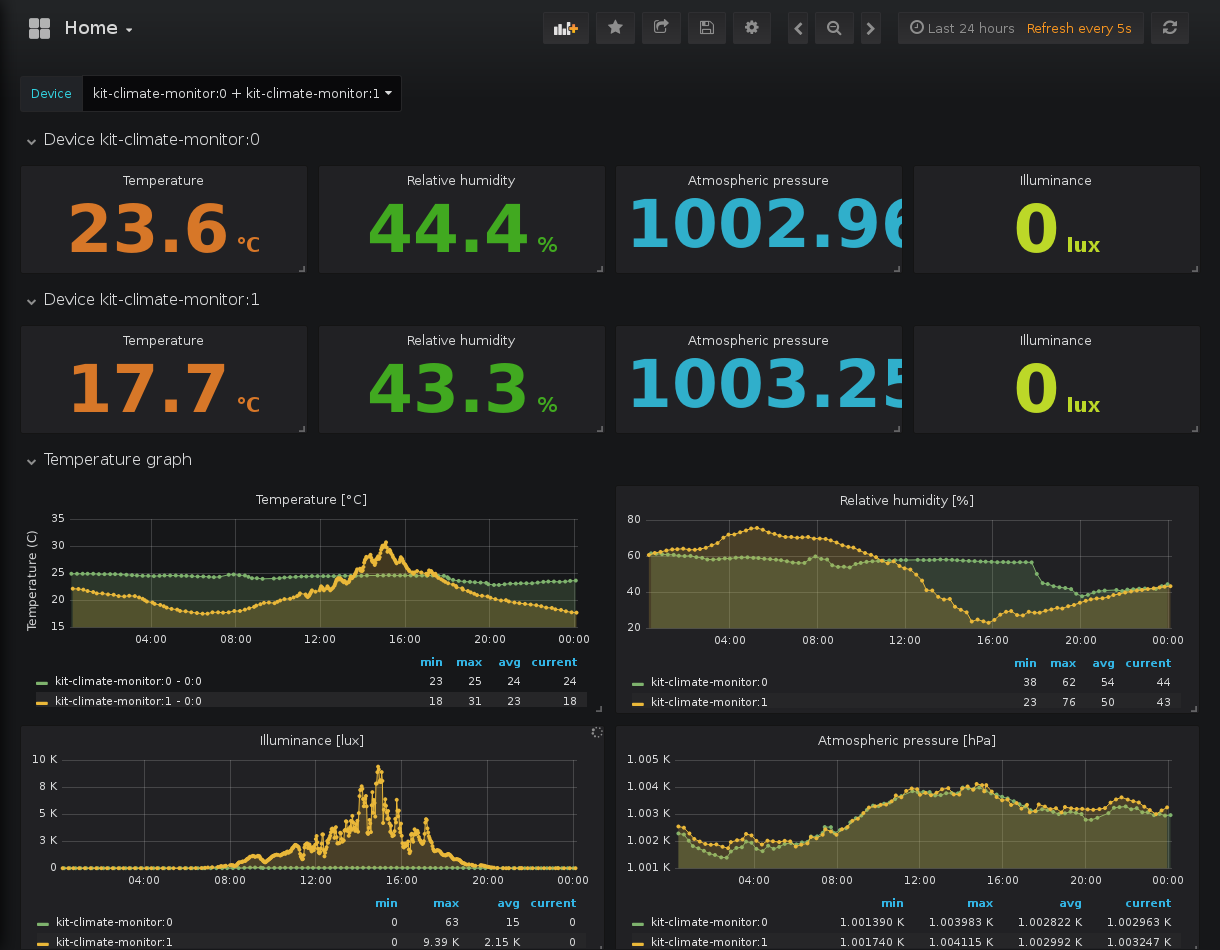 Home
Last 24 hours Refresh every 5s
Device kit-climate-monitor:0 + kit-climate-monitor:1
Device kit-climate-monitor:0
Temperature Relative humidity Atmospheric pressure Illuminance
23.6 °C 44.4 % 1002.96 0 lux
Device kit-climate-monitor:1
Temperature Relative humidity Atmospheric pressure Illuminance
17.7 °C 43.3 % 1003.25 0 lux
Temperature graph
Temperature [°C]
Temperature (C)
35
30
25
20
15
04:00 08:00 12:00 16:00 20:00 00:00
min max avg current
kit-climate-monitor:0 - 0:0 23 25 24 24
kit-climate-monitor:1 - 0:0 18 31 23 18
Relative humidity [%]
80
60
40
20
04:00 08:00 12:00 16:00 20:00 00:00
min max avg current
kit-climate-monitor:0 38 62 54 44
kit-climate-monitor:1 23 76 50 43
Illuminance [lux]
10 K
8 K
5 K
3 K
0
04:00 08:00 12:00 16:00 20:00 00:00
min max avg current
kit-climate-monitor:0 0 63 15 0
kit-climate-monitor:1 0 9.39 K 2.15 K 0
Atmospheric pressure [hPa]
1.005 K
1.004 K
1.003 K
1.002 K
1.001 K
04:00 08:00 12:00 16:00 20:00 00:00
min max avg current
kit-climate-monitor:0 1.001390 K 1.003983 K 1.002822 K 1.002963 K
kit-climate-monitor:1 1.001740 K 1.004115 K 1.002992 K 1.003247 K